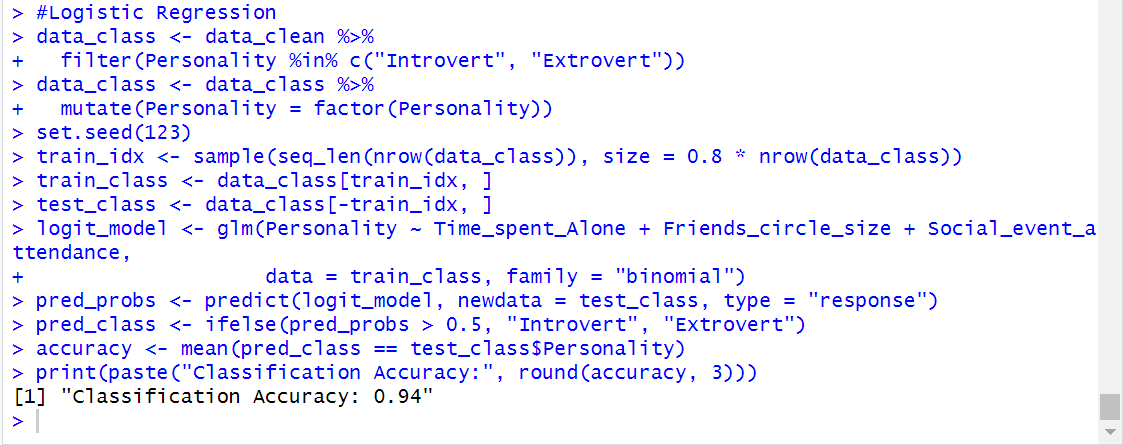 > #Logistic Regression
> data_class <- data_clean %>%
+   filter(Personality %in% c("Introvert", "Extrovert"))
> data_class <- data_class %>%
+   mutate(Personality = factor(Personality))
> set.seed(123)
> train_idx <- sample(seq_len(nrow(data_class)), size = 0.8 * nrow(data_class))
> train_class <- data_class[train_idx, ]
> test_class <- data_class[-train_idx, ]
> logit_model <- glm(Personality ~ Time_spent_Alone + Friends_circle_size + Social_event_a
ttendance,
+                    data = train_class, family = "binomial")
> pred_probs <- predict(logit_model, newdata = test_class, type = "response")
> pred_class <- ifelse(pred_probs > 0.5, "Introvert", "Extrovert")
> accuracy <- mean(pred_class == test_class$Personality)
> print(paste("Classification Accuracy:", round(accuracy, 3)))
[1] "Classification Accuracy: 0.94"
>